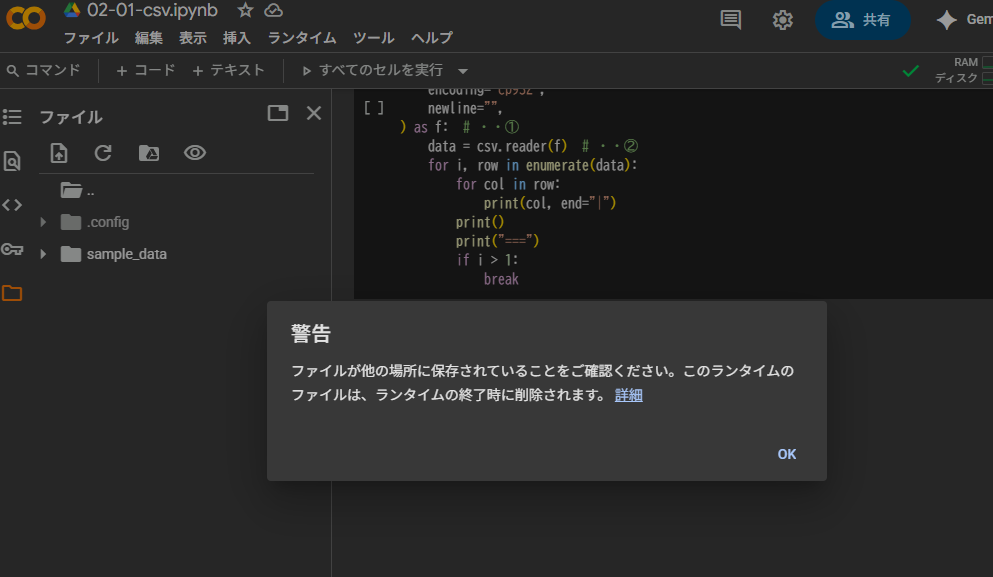 02-01-csv.ipynb
ファイル 編集 表示 挿入 ランタイム ツール ヘルプ
共有
コマンド + コード + テキスト すべてのセルを実行
RAM
ディスク
ファイル
..
.config
sample_data
encoding="cp932",
[ ] newline="",
) as f: # ・・①
data = csv.reader(f) # ・・②
for i, row in enumerate(data):
for col in row:
print(col, end="|")
print()
print("===")
if i > 1:
break
警告
ファイルが他の場所に保存されていることをご確認ください。このランタイムの
ファイルは、ランタイムの終了時に削除されます。 詳細
OK